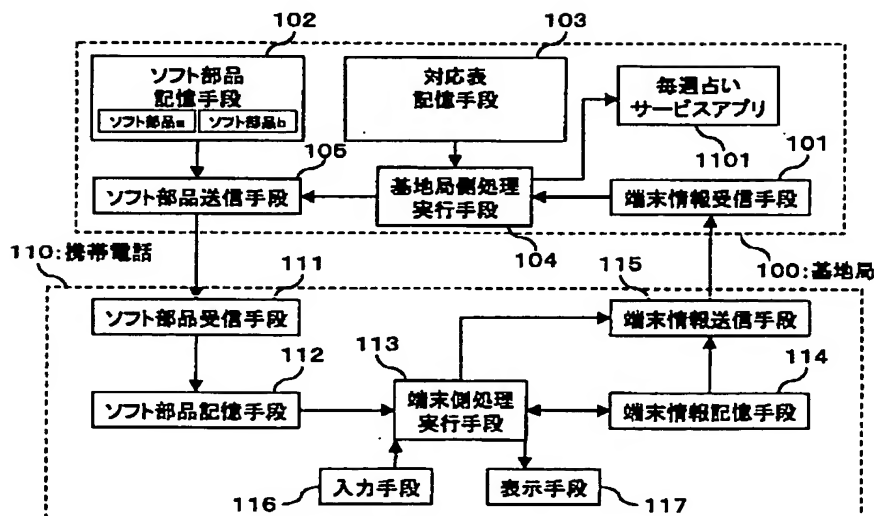 102
103
ソフト部品
記憶手段
ソフト部品a
ソフト部品b
対応表
記憶手段
毎週占い
サービスアプリ
1101
101
105
ソフト部品送信手段
基地局側処理
実行手段
端末情報受信手段
104
110:携帯電話
100:基地局
111
115
ソフト部品受信手段
端末情報送信手段
113
112
114
ソフト部品記憶手段
端末側処理
実行手段
端末情報記憶手段
116
入力手段
表示手段
117